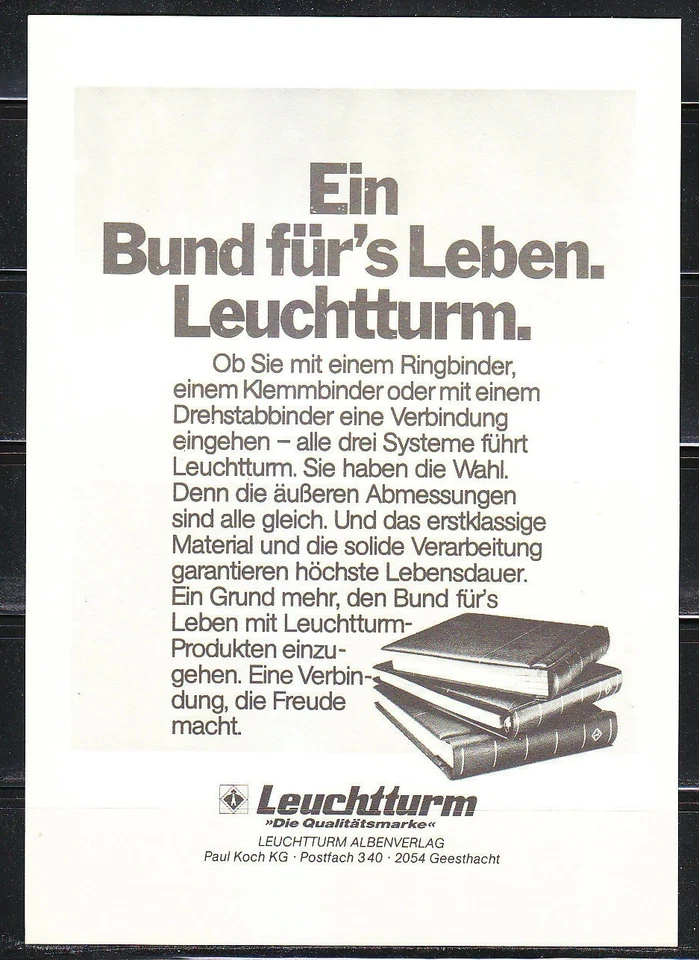 Ein
Bund für's Leben.
Leuchtturm.
Ob Sie mit einem Ringbinder,
einem Klemmbinder oder mit einem
Drehstabbinder eine Verbindung
eingehen – alle drei Systeme führt
Leuchtturm. Sie haben die Wahl.
Denn die äußeren Abmessungen
sind alle gleich. Und das erstklassige
Material und die solide Verarbeitung
garantieren höchste Lebensdauer.
Ein Grund mehr, den Bund für's
Leben mit Leuchtturm-
Produkten einzu-
gehen. Eine Verbin-
dung, die Freude
macht.
Leuchtturm
»Die Qualitätsmarke«
LEUCHTTURM ALBENVERLAG
Paul Koch KG · Postfach 340 · 2054 Geesthacht